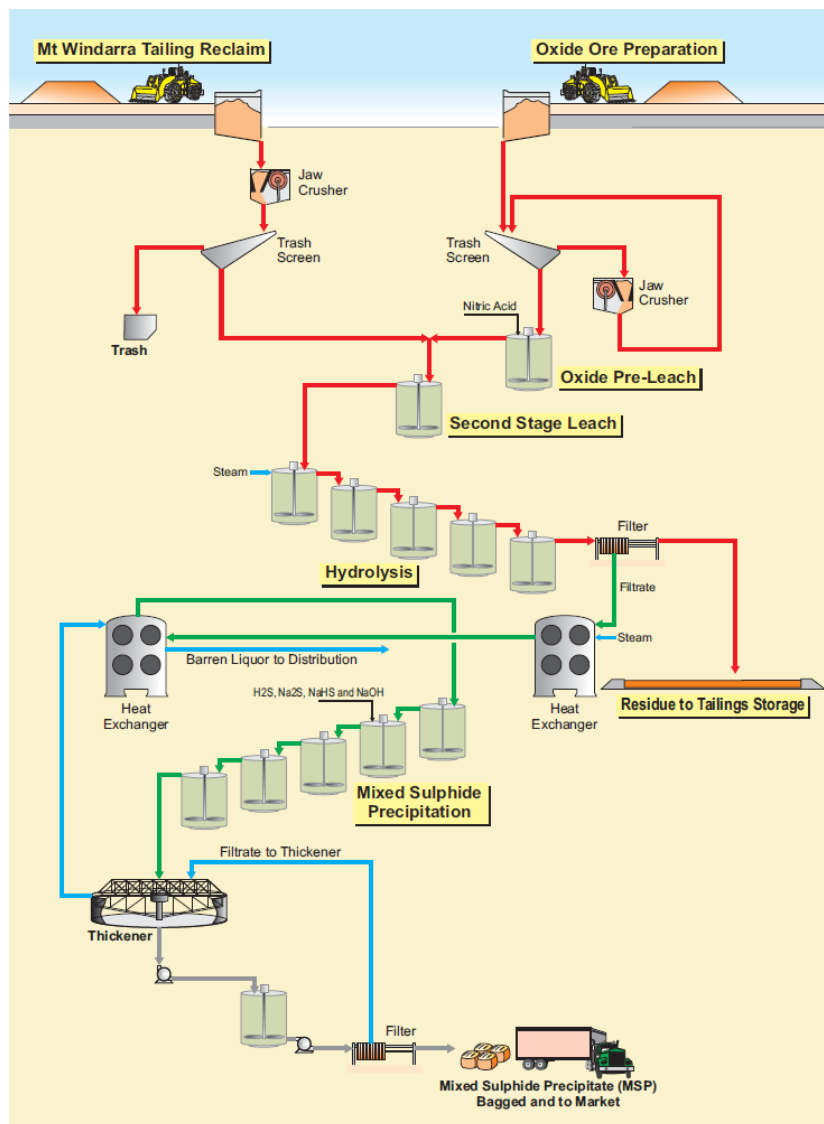 Mt Windarra Tailing Reclaim
Oxide Ore Preparation
Jaw
Crusher
Trash
Screen
Trash
Screen
Jaw
Crusher
Nitric Acid
Trash
Oxide Pre-Leach
Second Stage Leach
Steam
Filter
Hydrolysis
Filtrate
Steam
Barren Liquor to Distribution
H2S, Na2S, NaHS and NaOH
Heat
Exchanger
Heat
Exchanger
Residue to Tailings Storage
Mixed Sulphide
Precipitation
Filtrate to Thickener
Thickener
Filter
Mixed Sulphide Precipitate (MSP)
Bagged and to Market